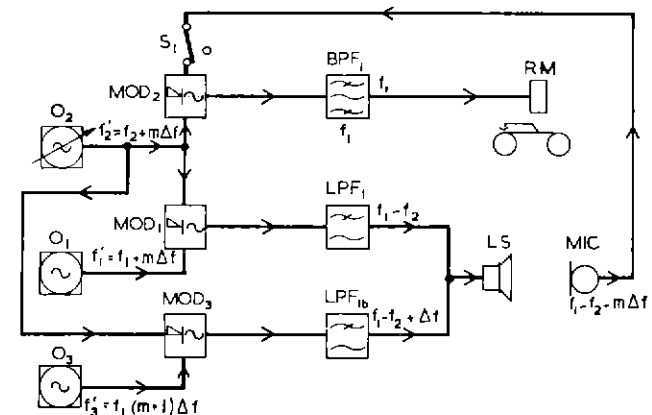 S₁ o
BPF₁
RM
MOD₂
f₁
f₁
O₂
f₂' = f₂ + mΔf
LPF₁
f₁ - f₂
MOD₁
LS
MIC
O₁
f₁' = f₁ + mΔf
f₁ - f₂ - mΔf
MOD₃
LPF₁b
f₁ - f₂ + Δf
O₃
f₃' = f₁ (m + 1) Δf